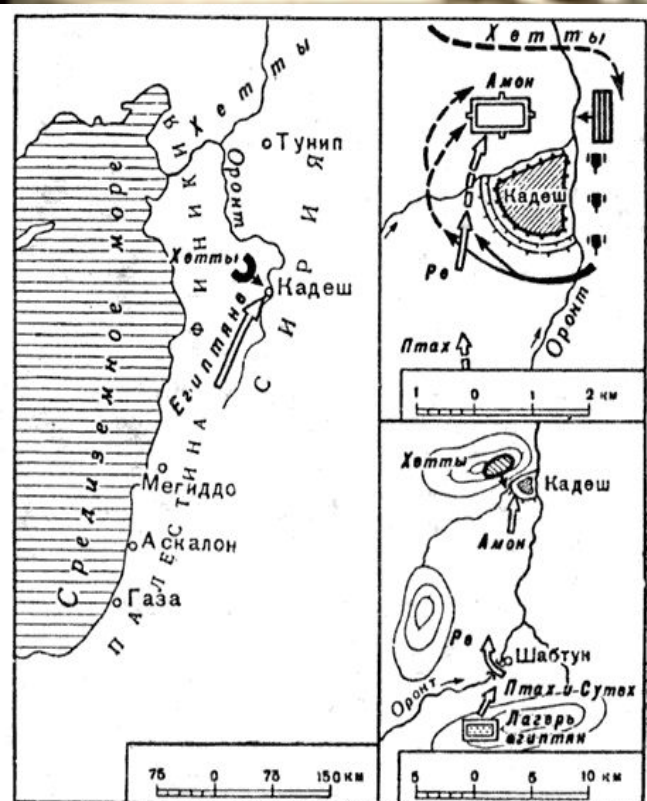 Хетты
Тунип
Оронт
Средиземное море
ФИНИКИЯ
СИРИЯ
Хетты
Кадеш
Египтяне
ПАЛЕСТИНА
Мегиддо
Аскалон
Газа
75 0 75 150 км
Хетты
Амон
Кадеш
Ре
Оронт
Птах
1 0 1 2 км
Хетты
Кадеш
Амон
Ре
Шабтун
Оронт
Птах и Сутех
Лагерь
египтян
5 0 5 10 км